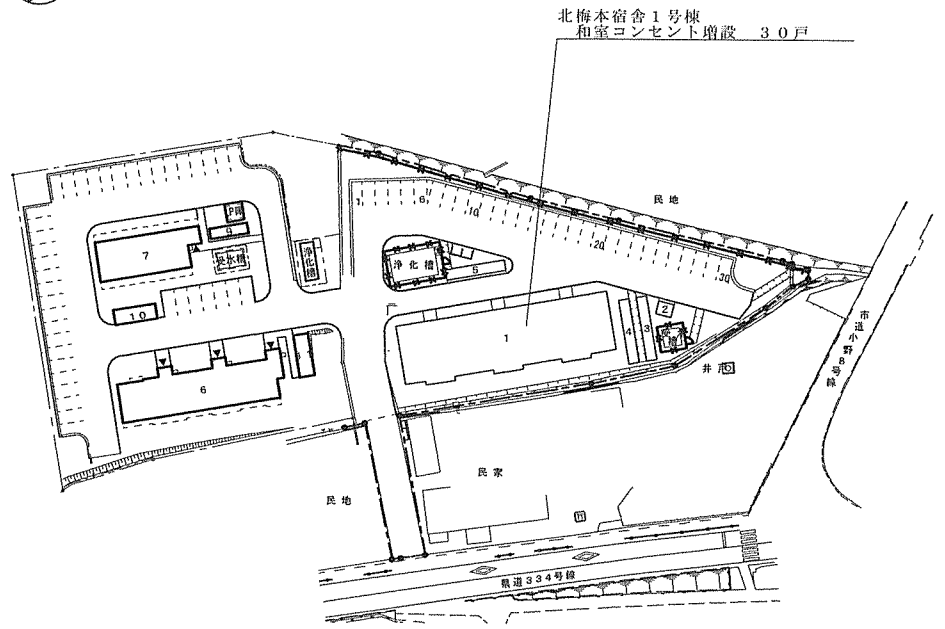 北梅本宿舎１号棟
和室コンセント増設　３０戸
民地
1
6
10
20
30
P庫
9
7
受水槽
浄化槽
浄化槽
5
10
1
2
3
4
井戸
市道小野８号線
6
民家
民地
県道３３４号線